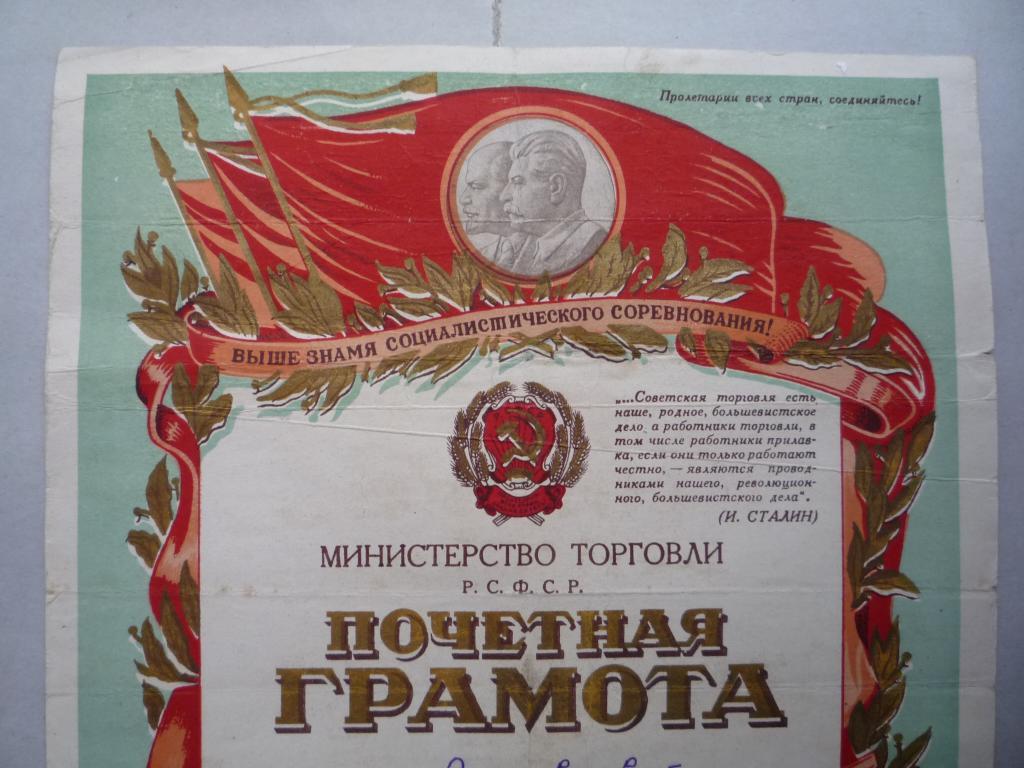 Пролетарии всех стран, соединяйтесь!
ВЫШЕ ЗНАМЯ СОЦИАЛИСТИЧЕСКОГО СОРЕВНОВАНИЯ!
„...Советская торговля есть
наше, родное, большевистское
дело, а работники торговли, в
том числе работники прилав-
ка, если они только работают
честно, — являются провод-
никами нашего, революцион-
ного, большевистского дела“.
(И. СТАЛИН)
МИНИСТЕРСТВО ТОРГОВЛИ
Р. С. Ф. С. Р.
ПОЧЕТНАЯ
ГРАМОТА